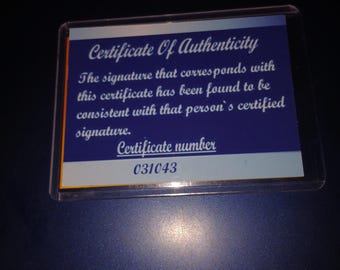 Certificate Of Authenticity
The signature that corresponds with
this certificate has been found to be
consistent with that person`s certified
signature.
Certificate number
031043